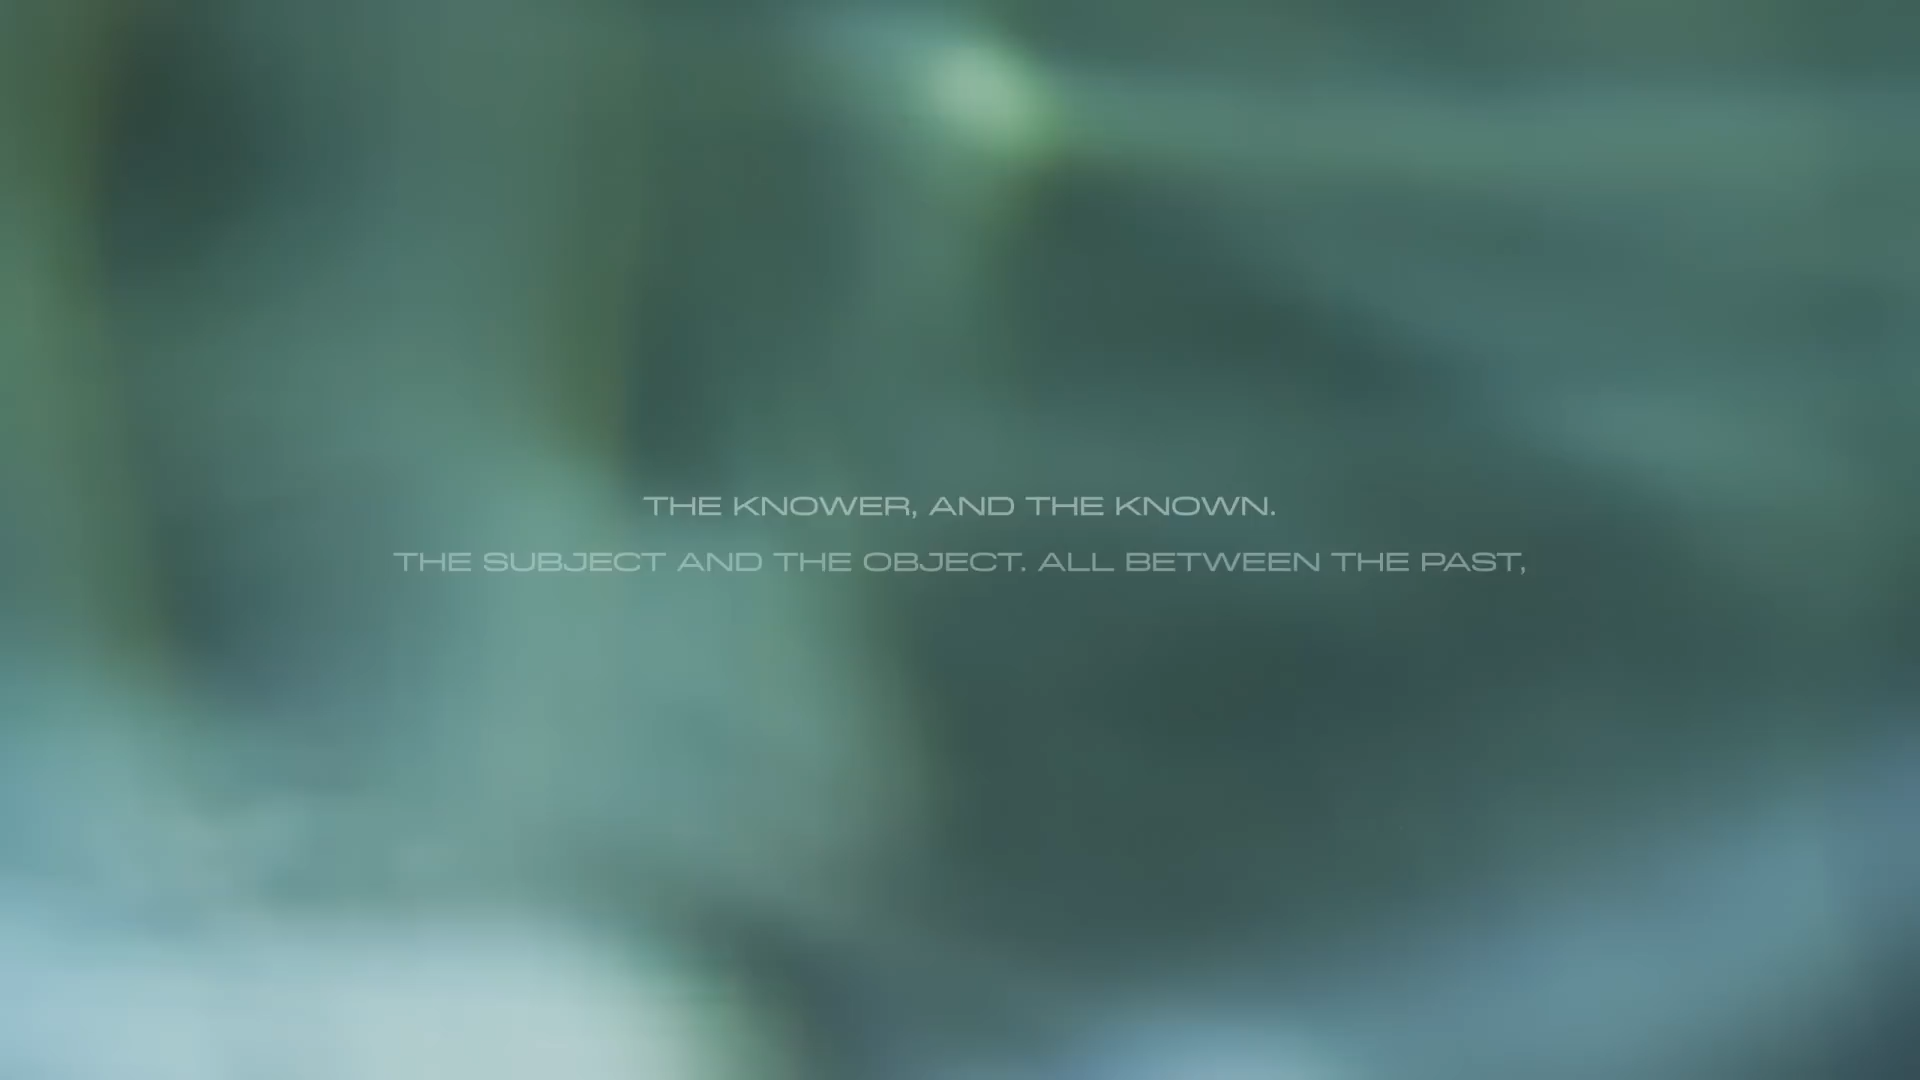 THE KNOWER, AND THE KNOWN.
THE SUBJECT AND THE OBJECT. ALL BETWEEN THE PAST,